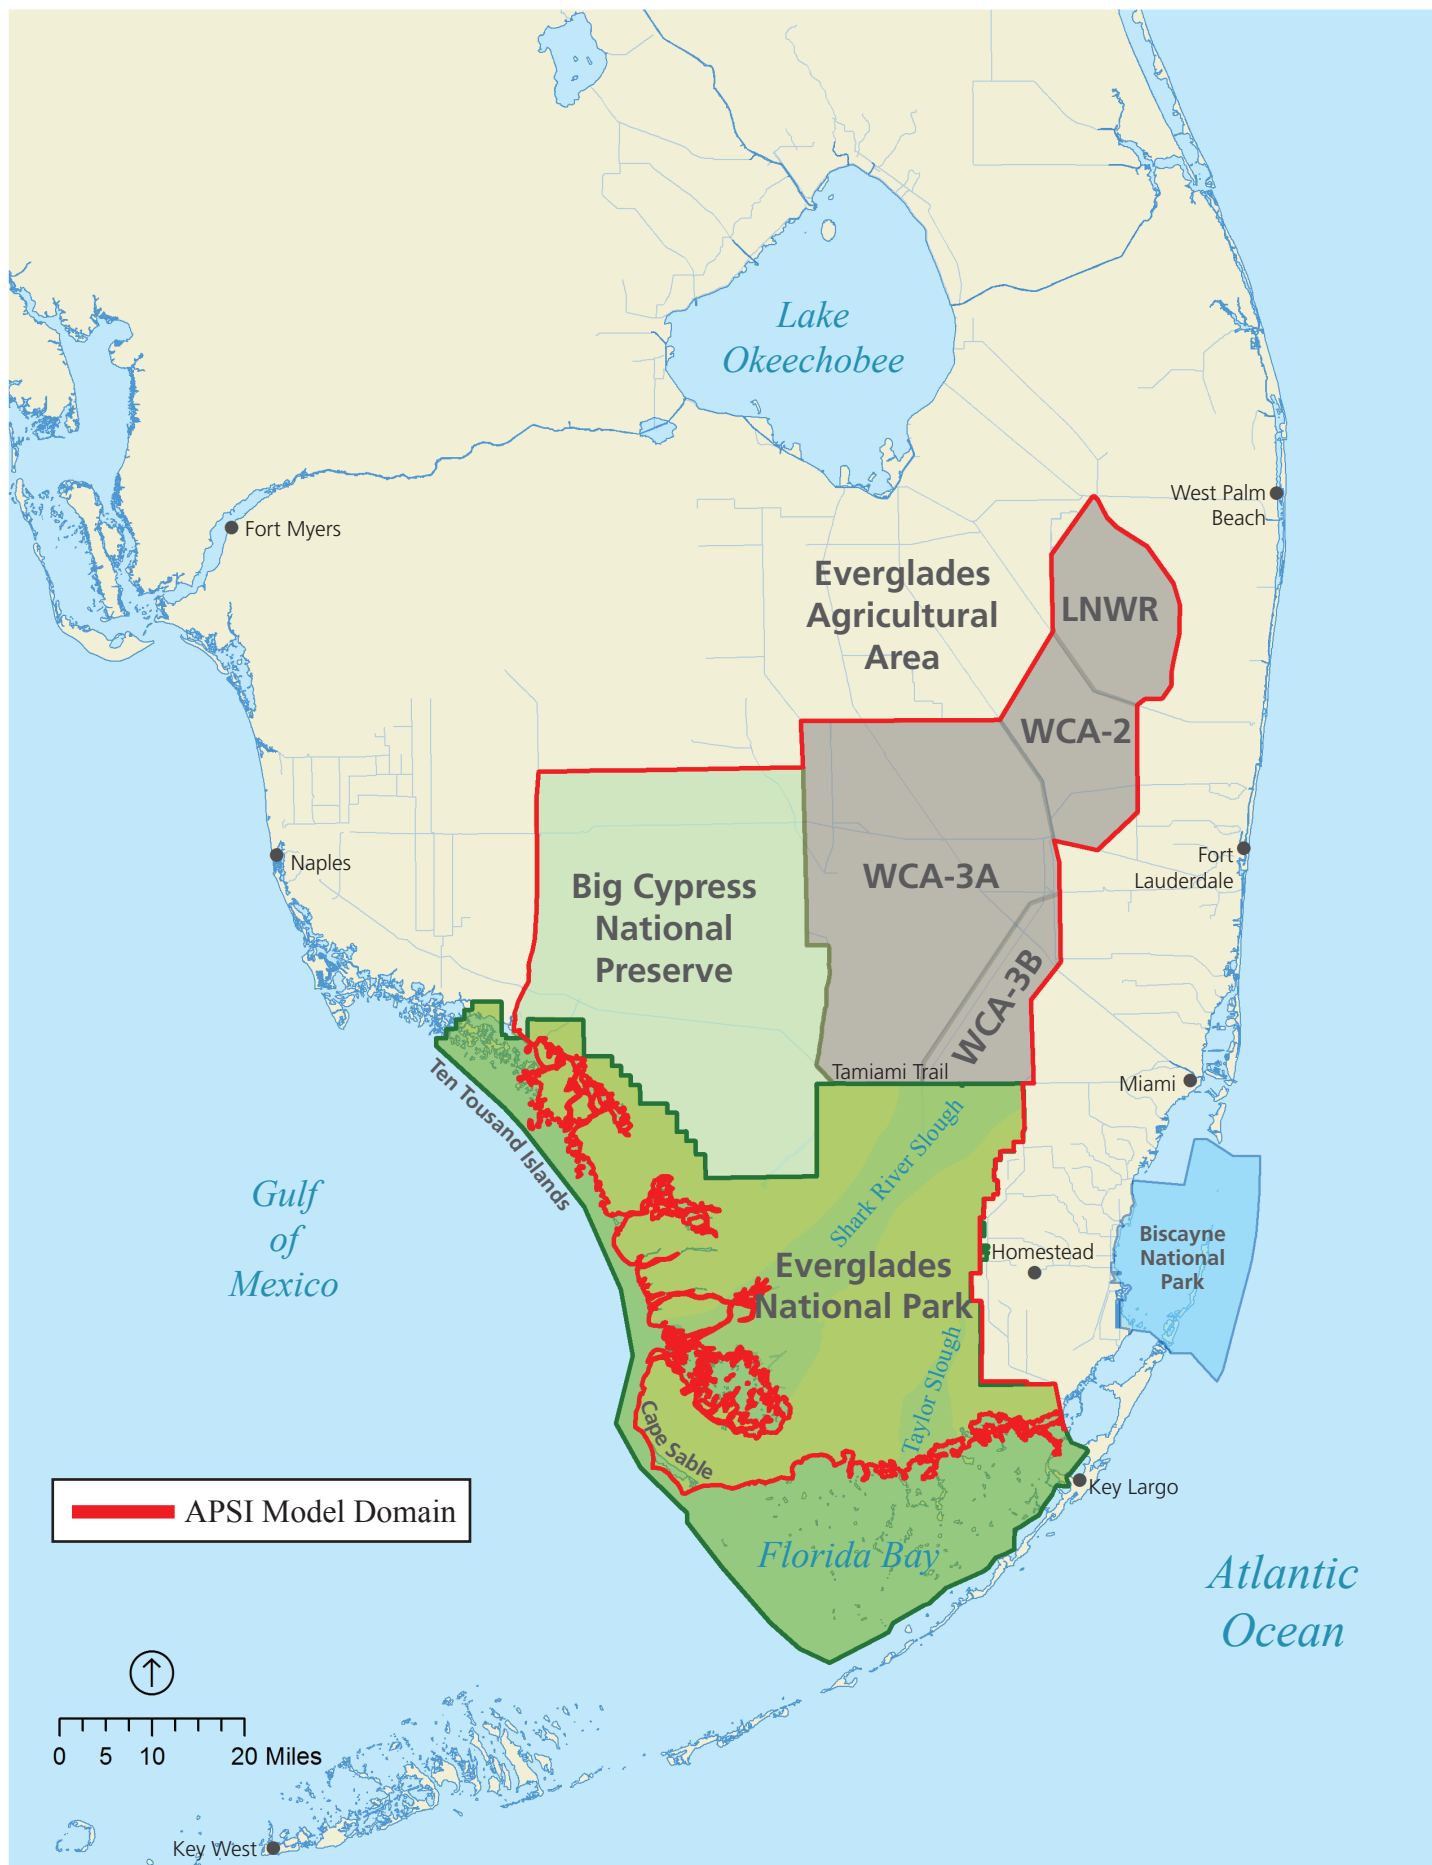 Lake
Okeechobee
West Palm
Beach
Fort Myers
Everglades
Agricultural
Area
LNWR
WCA-2
Naples
Fort
Lauderdale
WCA-3A
Big Cypress
National
Preserve
WCA-3B
Tamiami Trail
Miami
Ten Tousand Islands
Shark River Slough
Gulf
of
Mexico
Biscayne
National
Park
Homestead
Everglades
National Park
Taylor Slough
Cape Sable
Key Largo
APSI Model Domain
Florida Bay
Atlantic
Ocean
0 5 10 20 Miles
Key West